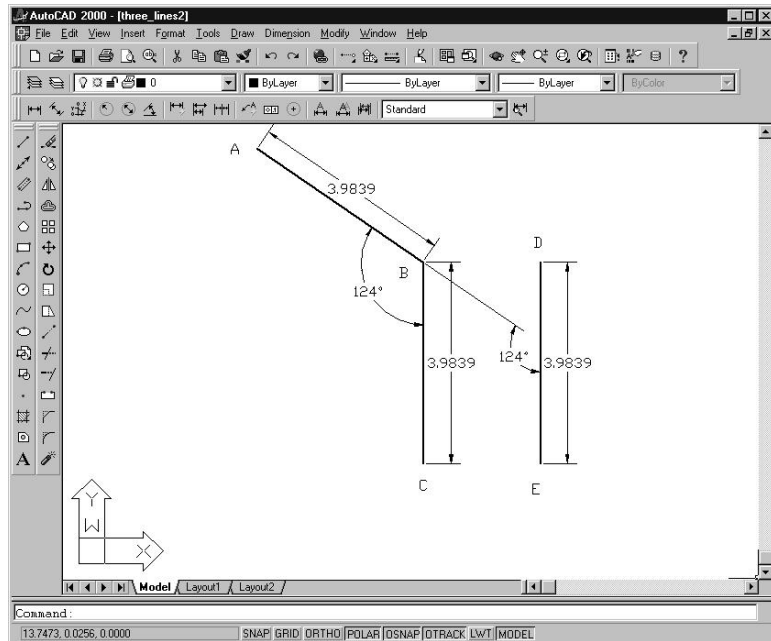 AutoCAD 2000 - [three_lines2]
File Edit View Insert Format Tools Draw Dimension Modify Window Help
0 ByLayer ByLayer ByLayer ByColor
Standard
A
3.9839
D
B
124°
124°
3.9839 3.9839
C E
Y
W
X
A
Model Layout1 Layout2
Command:
13.7473, 0.0256, 0.0000 SNAP GRID ORTHO POLAR OSNAP OTRACK LWT MODEL